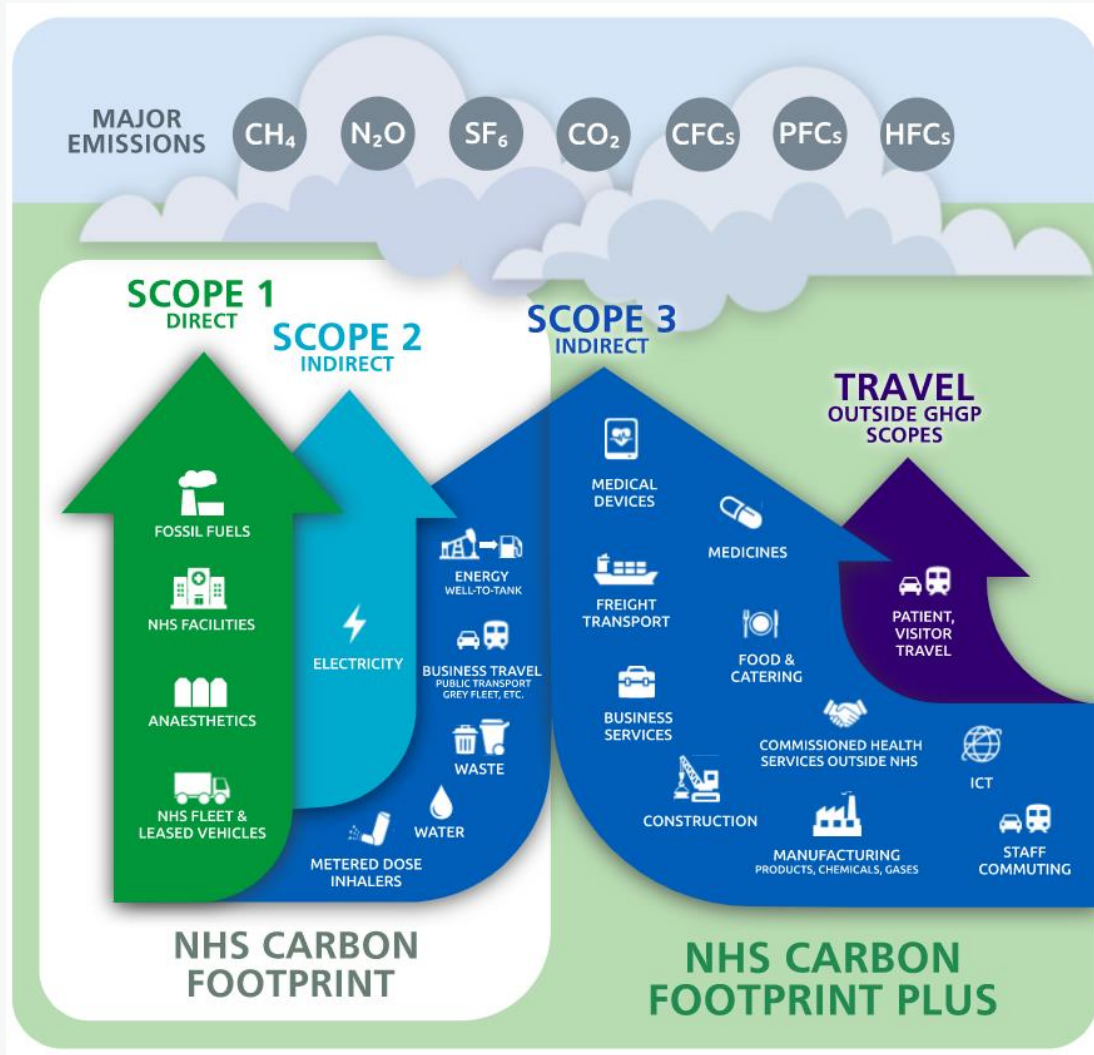 MAJOR
EMISSIONS
CH₄
N₂O
SF₆
CO₂
CFCs
PFCs
HFCs
SCOPE 1
DIRECT
FOSSIL FUELS
NHS FACILITIES
ANAESTHETICS
NHS FLEET &
LEASED VEHICLES
SCOPE 2
INDIRECT
ELECTRICITY
SCOPE 3
INDIRECT
ENERGY
WELL-TO-TANK
BUSINESS TRAVEL
PUBLIC TRANSPORT
GREY FLEET, ETC.
WASTE
WATER
METERED DOSE
INHALERS
MEDICAL
DEVICES
MEDICINES
FREIGHT
TRANSPORT
FOOD &
CATERING
BUSINESS
SERVICES
COMMISSIONED HEALTH
SERVICES OUTSIDE NHS
ICT
CONSTRUCTION
MANUFACTURING
PRODUCTS, CHEMICALS, GASES
STAFF
COMMUTING
TRAVEL
OUTSIDE GHGP
SCOPES
PATIENT,
VISITOR
TRAVEL
NHS CARBON
FOOTPRINT
NHS CARBON
FOOTPRINT PLUS